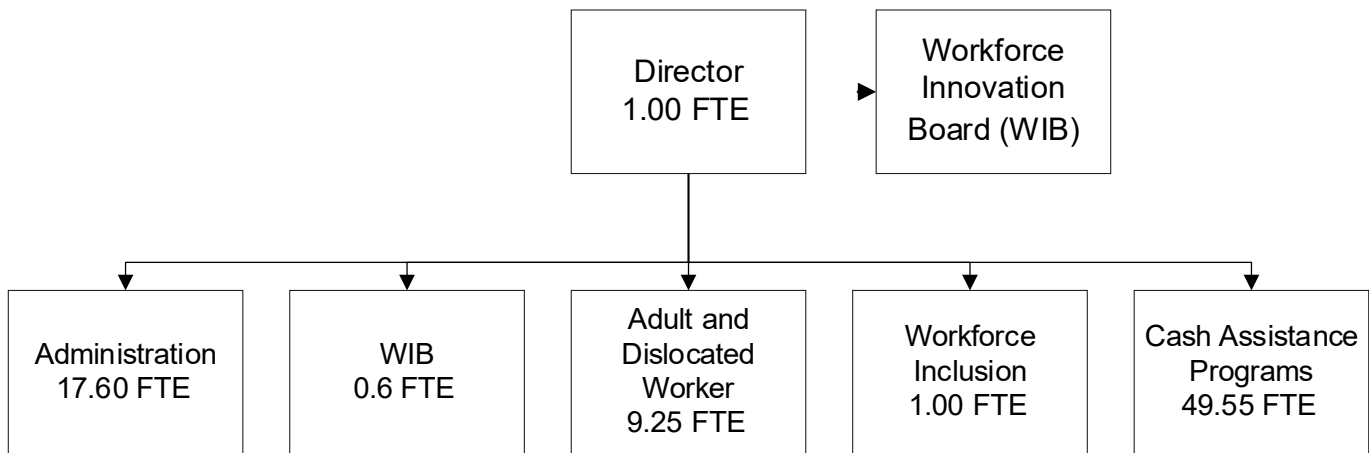 Director
1.00 FTE
Workforce
Innovation
Board (WIB)
Administration
17.60 FTE
WIB
0.6 FTE
Adult and
Dislocated
Worker
9.25 FTE
Workforce
Inclusion
1.00 FTE
Cash Assistance
Programs
49.55 FTE